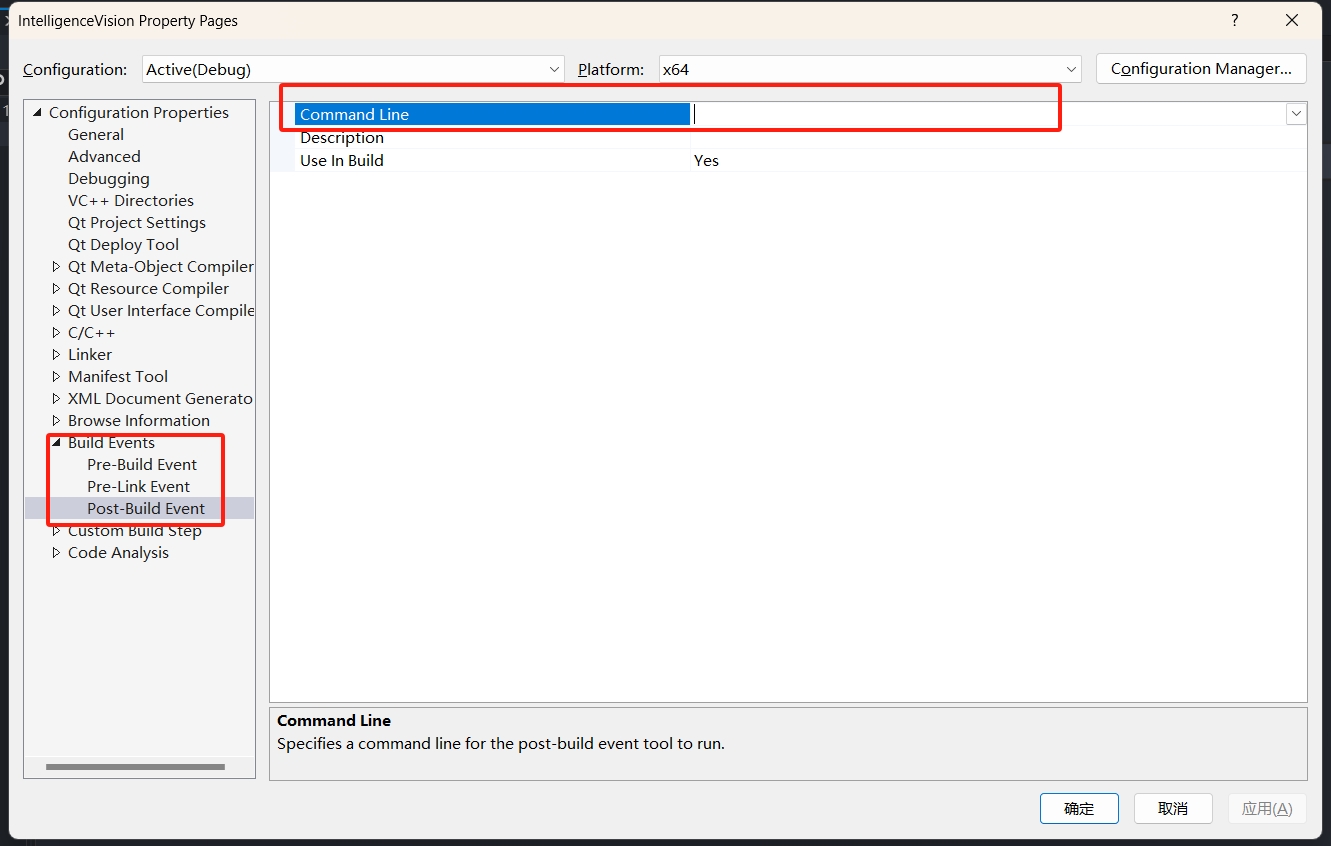 IntelligenceVision Property Pages
?
Configuration:
Active(Debug)
Platform:
x64
Configuration Manager...
Configuration Properties
General
Advanced
Debugging
VC++ Directories
Qt Project Settings
Qt Deploy Tool
Qt Meta-Object Compiler
Qt Resource Compiler
Qt User Interface Compile
C/C++
Linker
Manifest Tool
XML Document Generato
Browse Information
Build Events
Pre-Build Event
Pre-Link Event
Post-Build Event
Custom Build Step
Code Analysis
Command Line
Description
Use In Build Yes
Command Line
Specifies a command line for the post-build event tool to run.
确定
取消
应用(A)